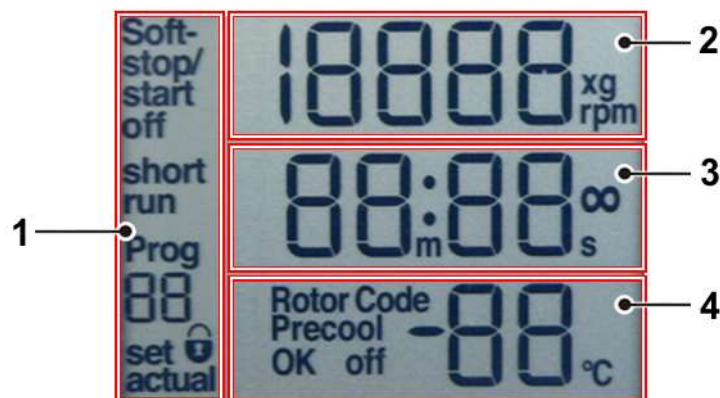 1
Soft-
stop/
start
off
short
run
Prog
88
set
actual
18888
xg
rpm
2
88:88 ∞
m s
3
Rotor Code
Precool
OK off
-88 °C
4